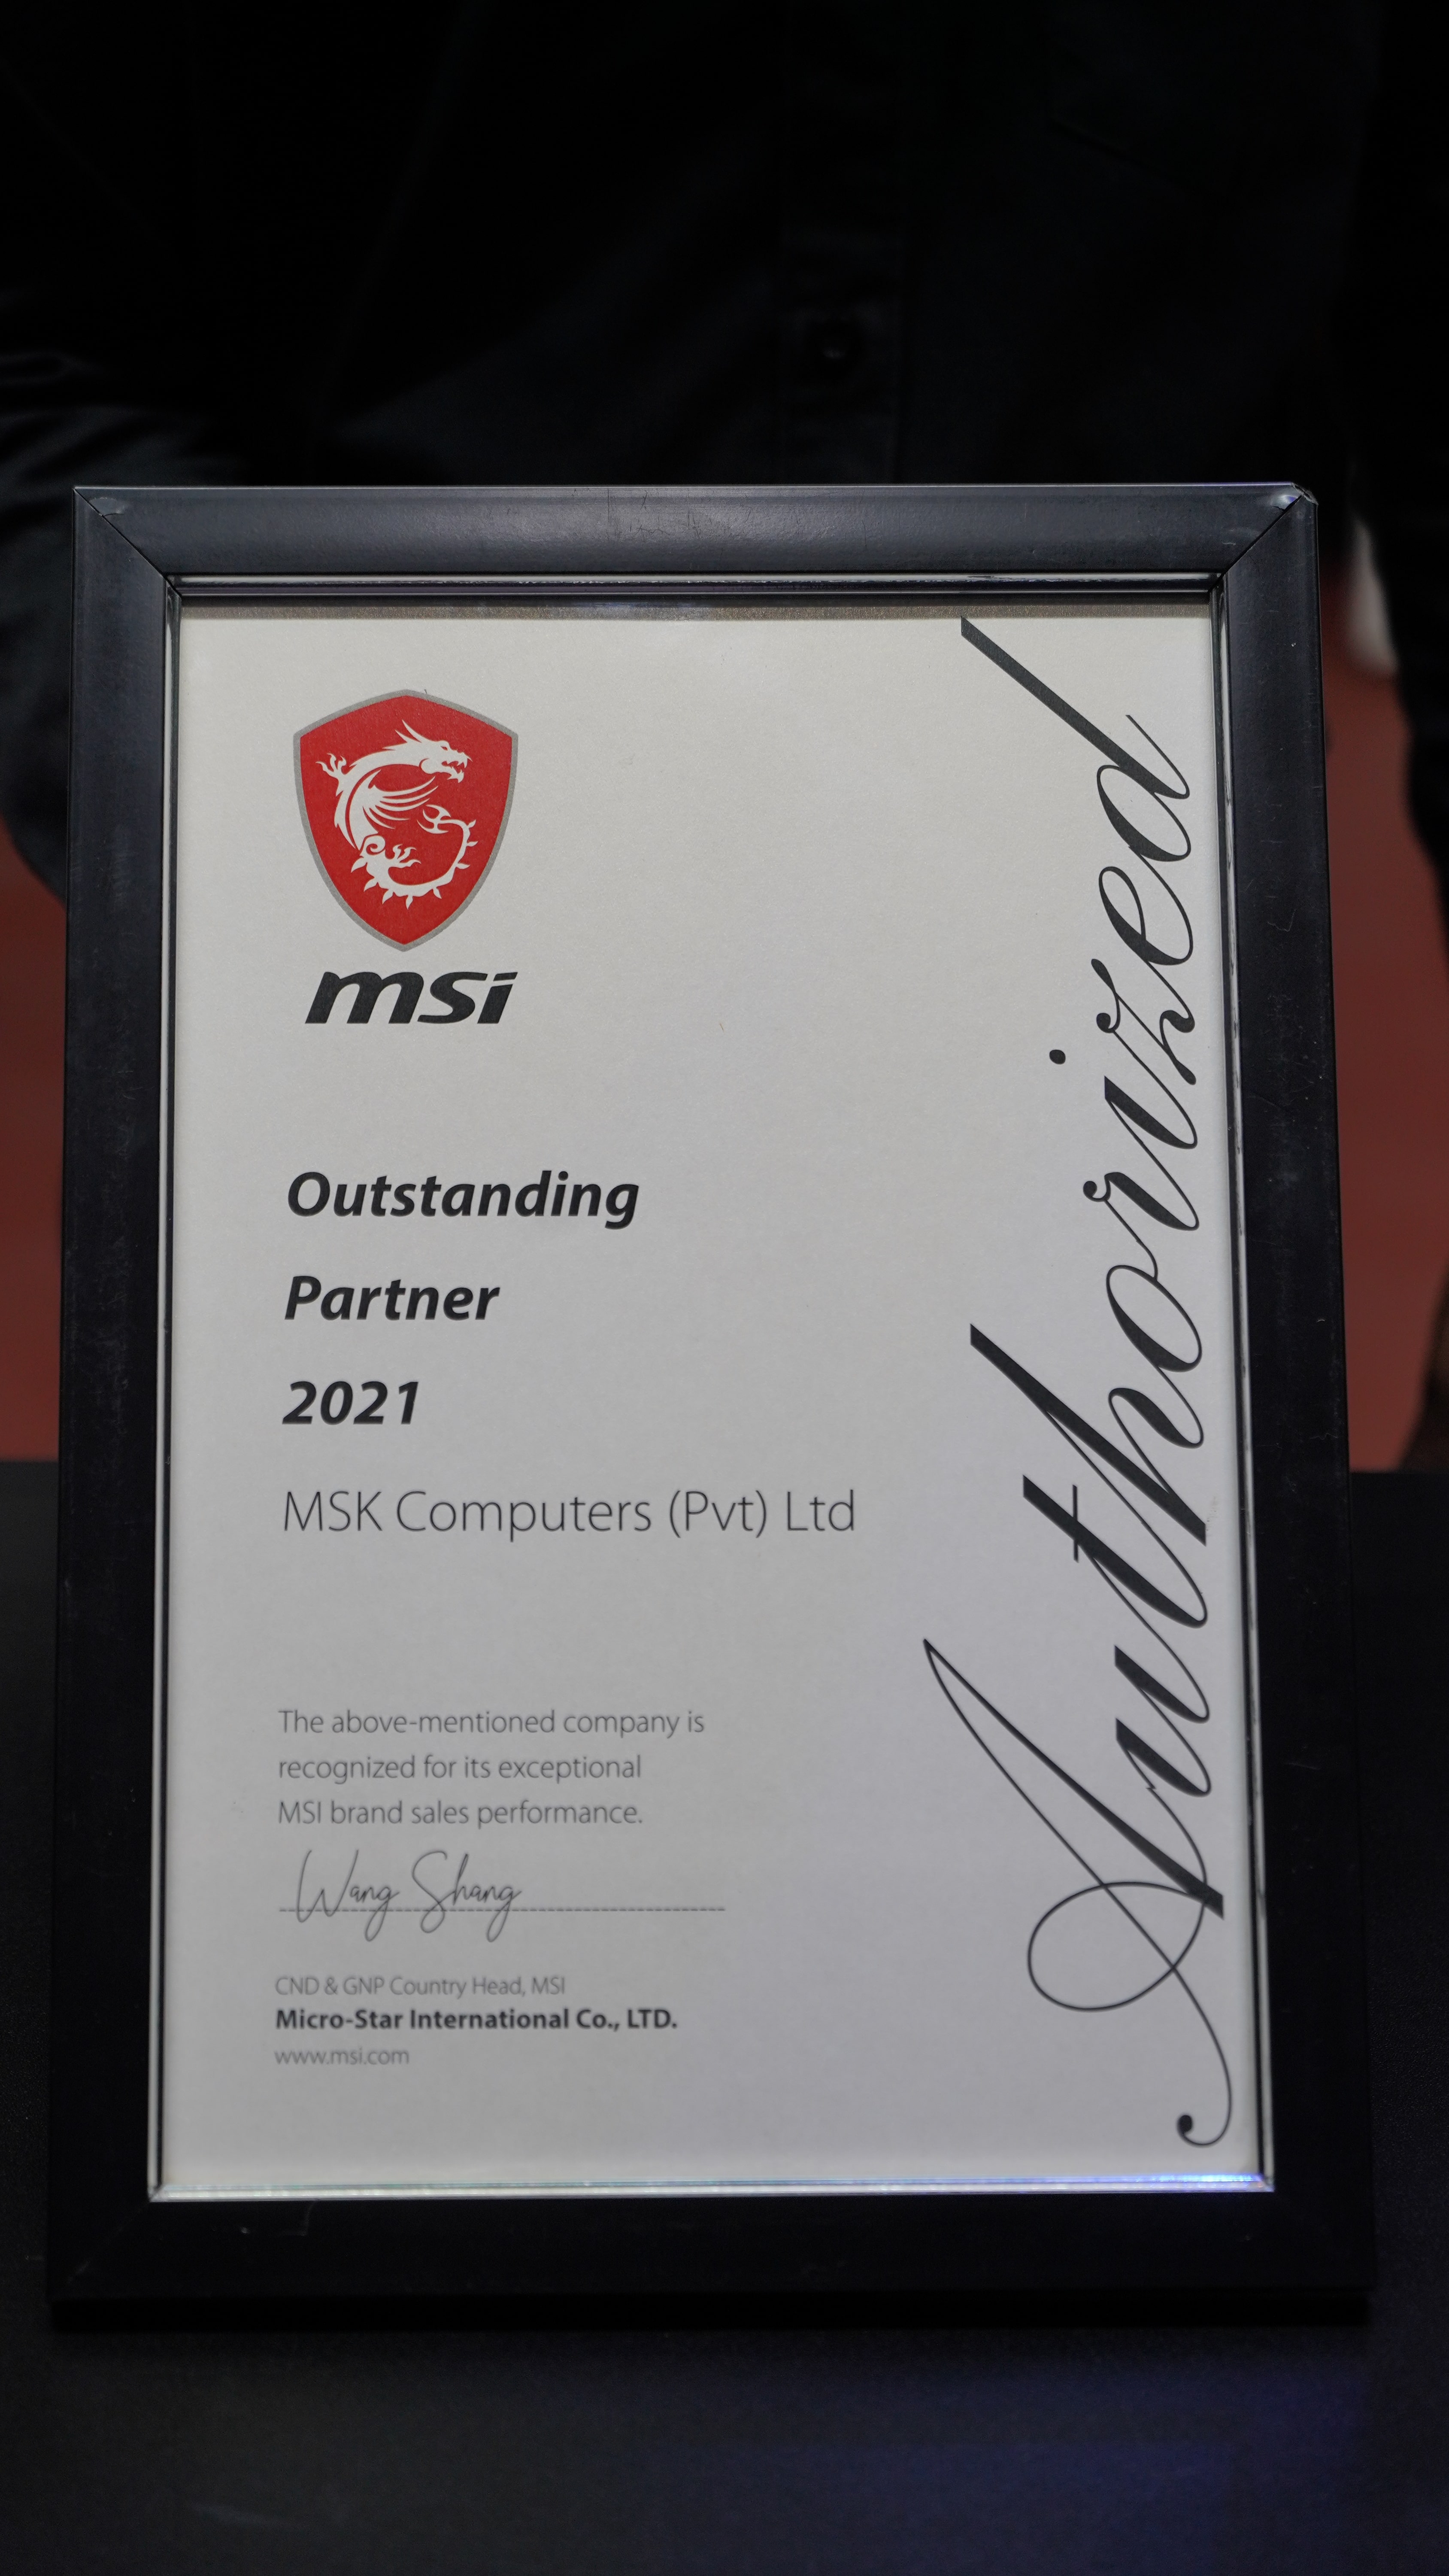 msi
Outstanding
Partner
2021
MSK Computers (Pvt) Ltd
The above-mentioned company is
recognized for its exceptional
MSI brand sales performance.
Wang Shang
CND & GNP Country Head, MSI
Micro-Star International Co., LTD.
www.msi.com
Authorized